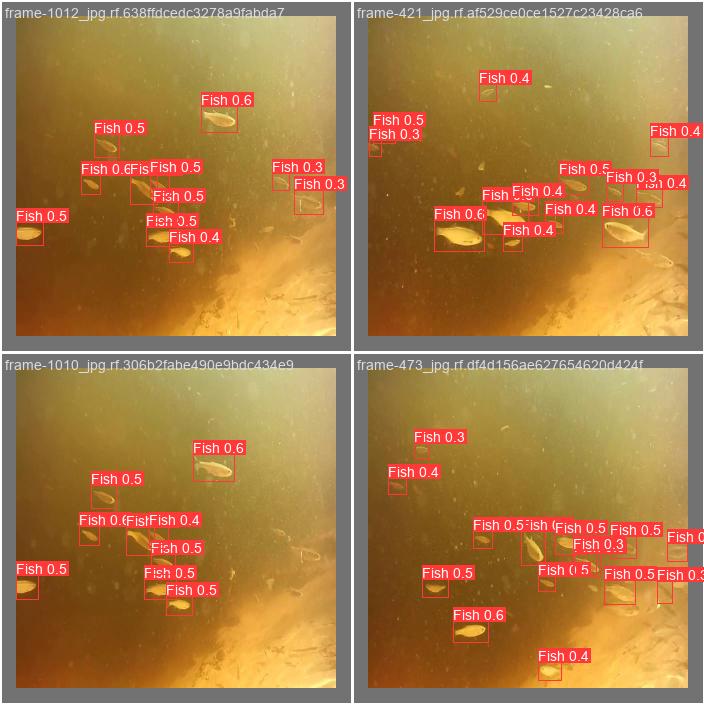 frame-1012_jpg.rf.638ffdcedc3278a9fabda7
Fish 0.6
Fish 0.5
Fish 0.6
Fis
Fish 0.5
Fish 0.3
Fish 0.3
Fish 0.5
Fish 0.5
0.5
Fish 0.4
frame-421_jpg.rf.af529ce0ce1527c23428ca6
Fish 0.4
Fish 0.5
Fish 0.3
Fish 0.4
Fish 0.5
Fish 0.3
Fish
Fish 0.4
0.4
Fish 0.6
Fish 0.4
Fish 0.6
Fish 0.4
frame-1010_jpg.rf.306b2fabe490e9bdc434e9
Fish 0.6
Fish 0.5
Fish 0.6
Fish
Fish 0.4
Fish 0.5
Fish 0.5
Fish 0.5
Fish 0.5
frame-473_jpg.rf.df4d156ae627654620d424f
Fish 0.3
Fish 0.4
Fish 0.5
Fish 0.5
0.5
Fish 0.3
Fish 0.5
Fish 0.5
Fish 0.5
Fish 0.6
Fish 0.4